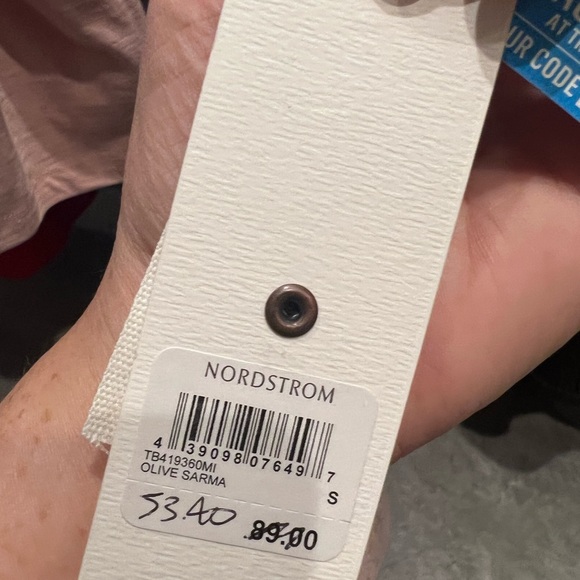 AT TH
UR CODE
NORDSTROM
4 39098 07649 7
TB419360MI
OLIVE SARMA
S
53.40
89.00